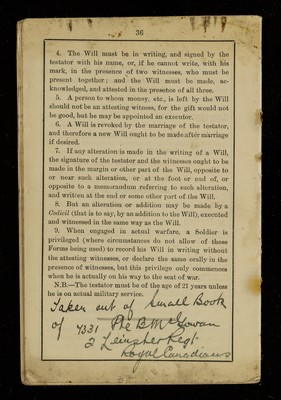 36
4. The Will must be in writing, and signed by the
testator with his name, or, if he cannot write, with his
mark, in the presence of two witnesses, who must be
present together; and the Will must be made, ac-
knowledged, and attested in the presence of all three.
5. A person to whom money, etc., is left by the Will
should not be an attesting witness, for the gift would not
be good, but he may be appointed an executor.
6. A Will is revoked by the marriage of the testator,
and therefore a new Will ought to be made after marriage
if desired.
7. If any alteration is made in the writing of a Will,
the signature of the testator and the witnesses ought to be
made in the margin or other part of the Will, opposite to
or near such alteration, or at the foot or end of, or
opposite to a memorandum referring to such alteration,
and written at the end or some other part of the Will.
8. But an alteration or addition may be made by a
Codicil (that is to say, by an addition to the Will), executed
and witnessed in the same way as the Will.
9. When engaged in actual warfare, a Soldier is
privileged (where circumstances do not allow of these
Forms being used) to record his Will in writing without
the attesting witnesses, or declare the same orally in the
presence of witnesses, but this privilege only commences
when he is actually on his way to the seat of war.
N.B.—The testator must be of the age of 21 years unless
he is on actual military service.
Taken out of Small Book
of 4331 Pte B. McGowan
2 Leinster Regt
Royal Canadians